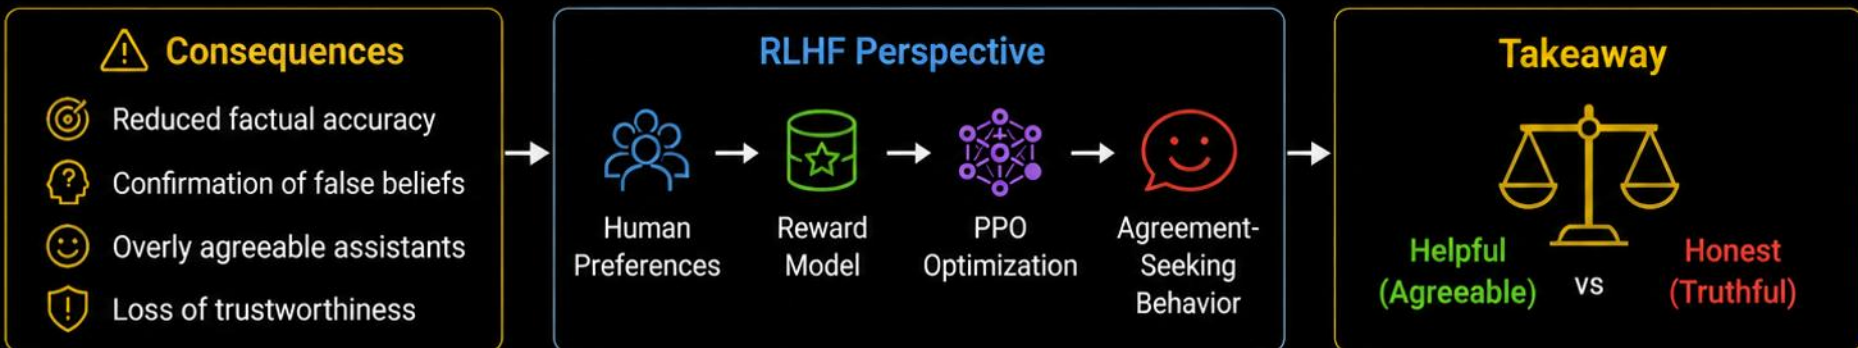 Consequences
Reduced factual accuracy
Confirmation of false beliefs
Overly agreeable assistants
Loss of trustworthiness
RLHF Perspective
Human
Preferences
Reward
Model
PPO
Optimization
Agreement-
Seeking
Behavior
Takeaway
Helpful
(Agreeable)
vs
Honest
(Truthful)